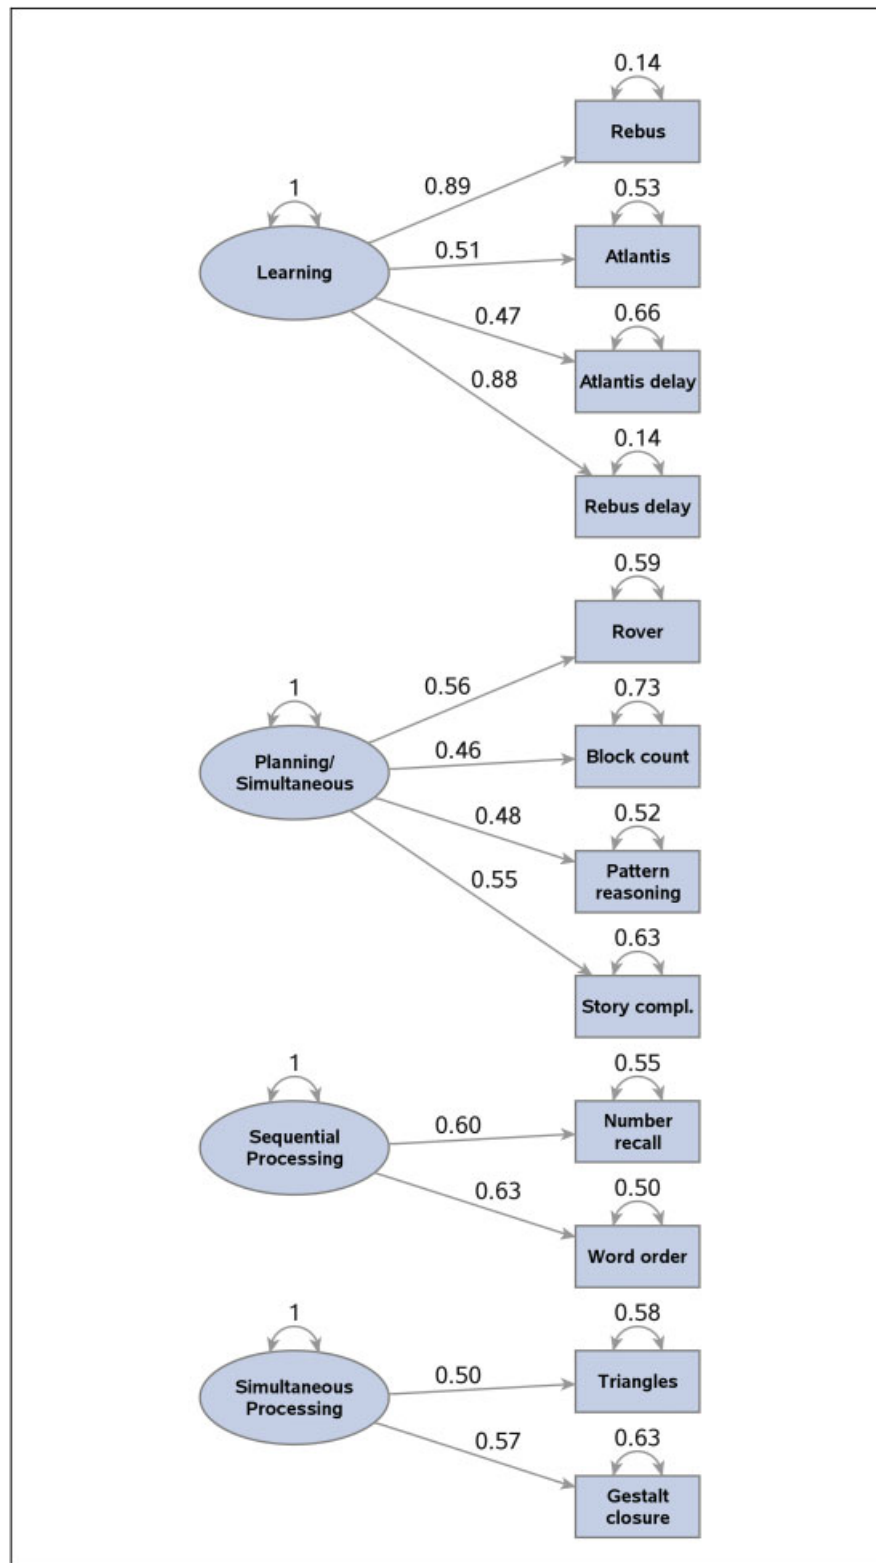 0.14
Rebus
0.89
1
0.53
Learning
0.51
Atlantis
0.47
0.66
0.88
Atlantis delay
0.14
Rebus delay
0.59
Rover
0.56
1
0.73
Planning/
Simultaneous
0.46
Block count
0.48
0.52
0.55
Pattern
reasoning
0.63
Story compl.
1
0.55
Sequential
Processing
0.60
Number
recall
0.63
0.50
Word order
1
0.58
Simultaneous
Processing
0.50
Triangles
0.57
0.63
Gestalt
closure